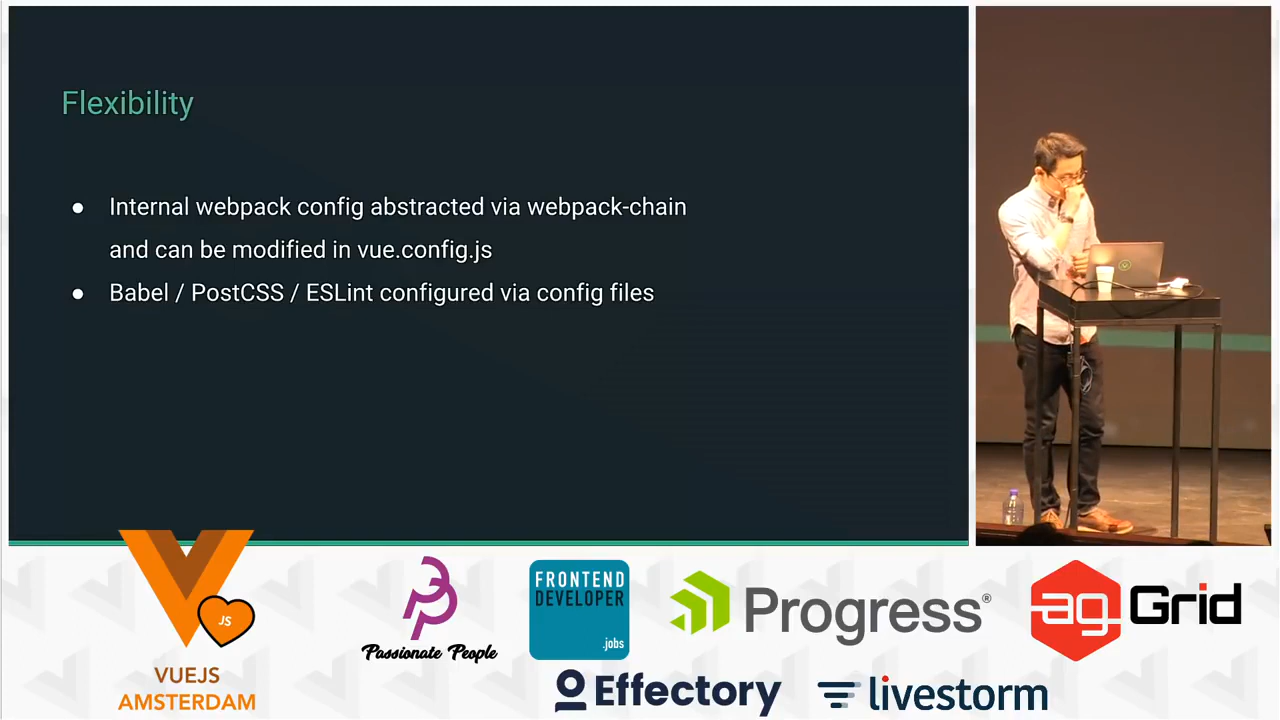 Flexibility
● Internal webpack config abstracted via webpack-chain
and can be modified in vue.config.js
● Babel / PostCSS / ESLint configured via config files
JS
VUEJS
AMSTERDAM
Passionate People
FRONTEND
DEVELOPER
.jobs
Progress®
ag Grid
Effectory
livestorm